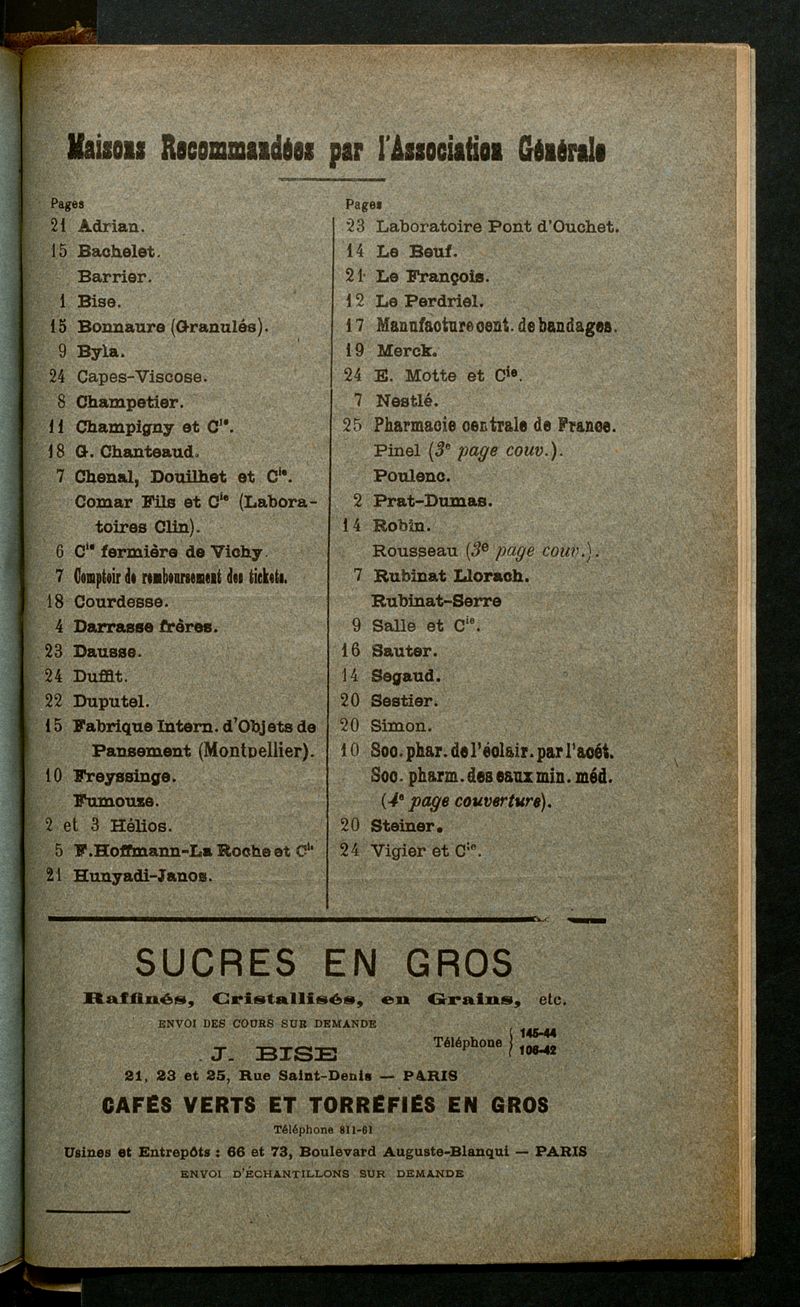 Maisons Recommandées par l'Association Générale
Pages
21 Adrian.
15 Bachelet.
Barrier.
1 Bise.
15 Bonnaure (Granulés).
9 Byla.
24 Capes-Viscose.
8 Champetier.
11 Champigny et Cie.
18 G. Chanteaud.
7 Chenal, Douilhet et Cie.
Comar Fils et Cie (Labora-
toires Clin).
6 Cie fermière de Vichy.
7 Comptoir de remboursement des tickets.
18 Courdesse.
4 Darrasse frères.
23 Dausse.
24 Duffit.
22 Duputel.
15 Fabrique Intern. d'Objets de
Pansement (Montpellier).
10 Freyssinge.
Fumouze.
2 et 3 Hélios.
5 F. Hoffmann-La Roche et Cie
21 Hunyadi-Janos.
Pages
23 Laboratoire Pont d'Ouchet.
14 Le Beuf.
21 Le François.
12 Le Perdriel.
17 Manufacture cent. de bandages.
19 Merck.
24 E. Motte et Cie.
7 Nestlé.
25 Pharmacie centrale de France.
Pinel (3e page couv.).
Poulenc.
2 Prat-Dumas.
14 Robin.
Rousseau (3e page couv.).
7 Rubinat Llorach.
Rubinat-Serre
9 Salle et Cie.
16 Sauter.
14 Segaud.
20 Sestier.
20 Simon.
10 Soc. phar. de l'éclair. par l'acét.
Soc. pharm. des eaux min. méd.
(4e page couverture).
20 Steiner.
24 Vigier et Cie.
SUCRES EN GROS
Raffinés, Cristallisés, en Grains, etc.
ENVOI DES COURS SUR DEMANDE
J. BISE Téléphone { 145-44
106-42
21, 23 et 25, Rue Saint-Denis — PARIS
CAFÉS VERTS ET TORRÉFIÉS EN GROS
Téléphone 811-61
Usines et Entrepôts : 66 et 73, Boulevard Auguste-Blanqui — PARIS
ENVOI D'ÉCHANTILLONS SUR DEMANDE